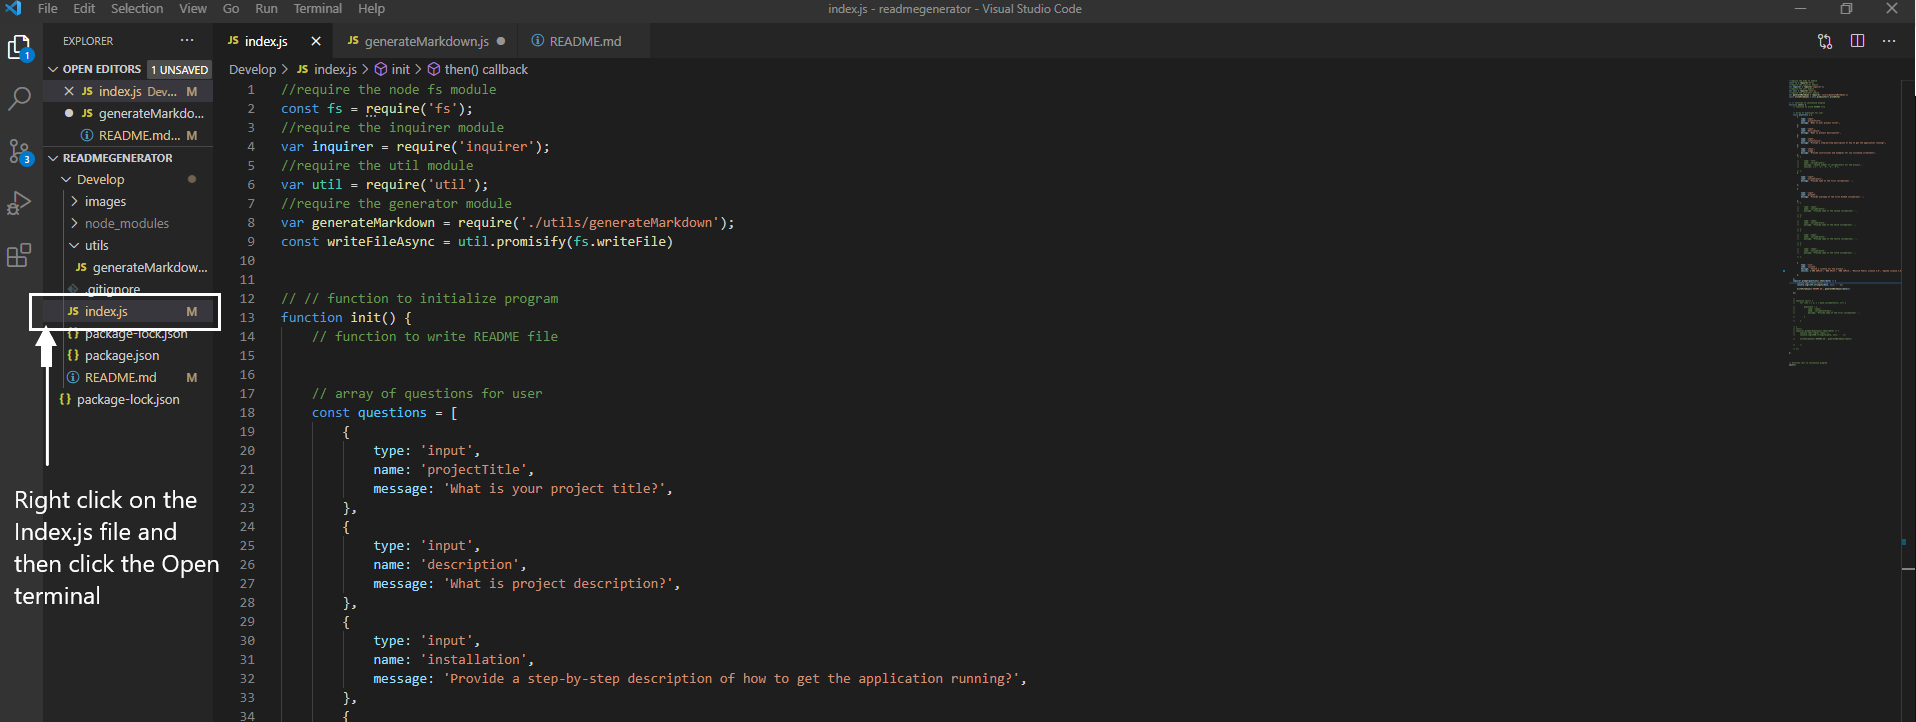 File Edit Selection View Go Run Terminal Help
index.js - readmegenerator - Visual Studio Code
EXPLORER ...
JS index.js
JS generateMarkdown.js
README.md
OPEN EDITORS 1 UNSAVED
JS index.js Dev... M
JS generateMarkdo...
README.md... M
READMEGENERATOR
Develop
images
node_modules
utils
JS generateMarkdow...
.gitignore
JS index.js M
{} package-lock.json
{} package.json
README.md M
{} package-lock.json
1
3
Right click on the
Index.js file and
then click the Open
terminal
Develop > JS index.js > init > then() callback
1 //require the node fs module
2 const fs = require('fs');
3 //require the inquirer module
4 var inquirer = require('inquirer');
5 //require the util module
6 var util = require('util');
7 //require the generator module
8 var generateMarkdown = require('./utils/generateMarkdown');
9 const writeFileAsync = util.promisify(fs.writeFile)
10
11
12 // // function to initialize program
13 function init() {
14 // function to write README file
15
16
17 // array of questions for user
18 const questions = [
19 {
20 type: 'input',
21 name: 'projectTitle',
22 message: 'What is your project title?',
23 },
24 {
25 type: 'input',
26 name: 'description',
27 message: 'What is project description?',
28 },
29 {
30 type: 'input',
31 name: 'installation',
32 message: 'Provide a step-by-step description of how to get the application running?',
33 },
34 {